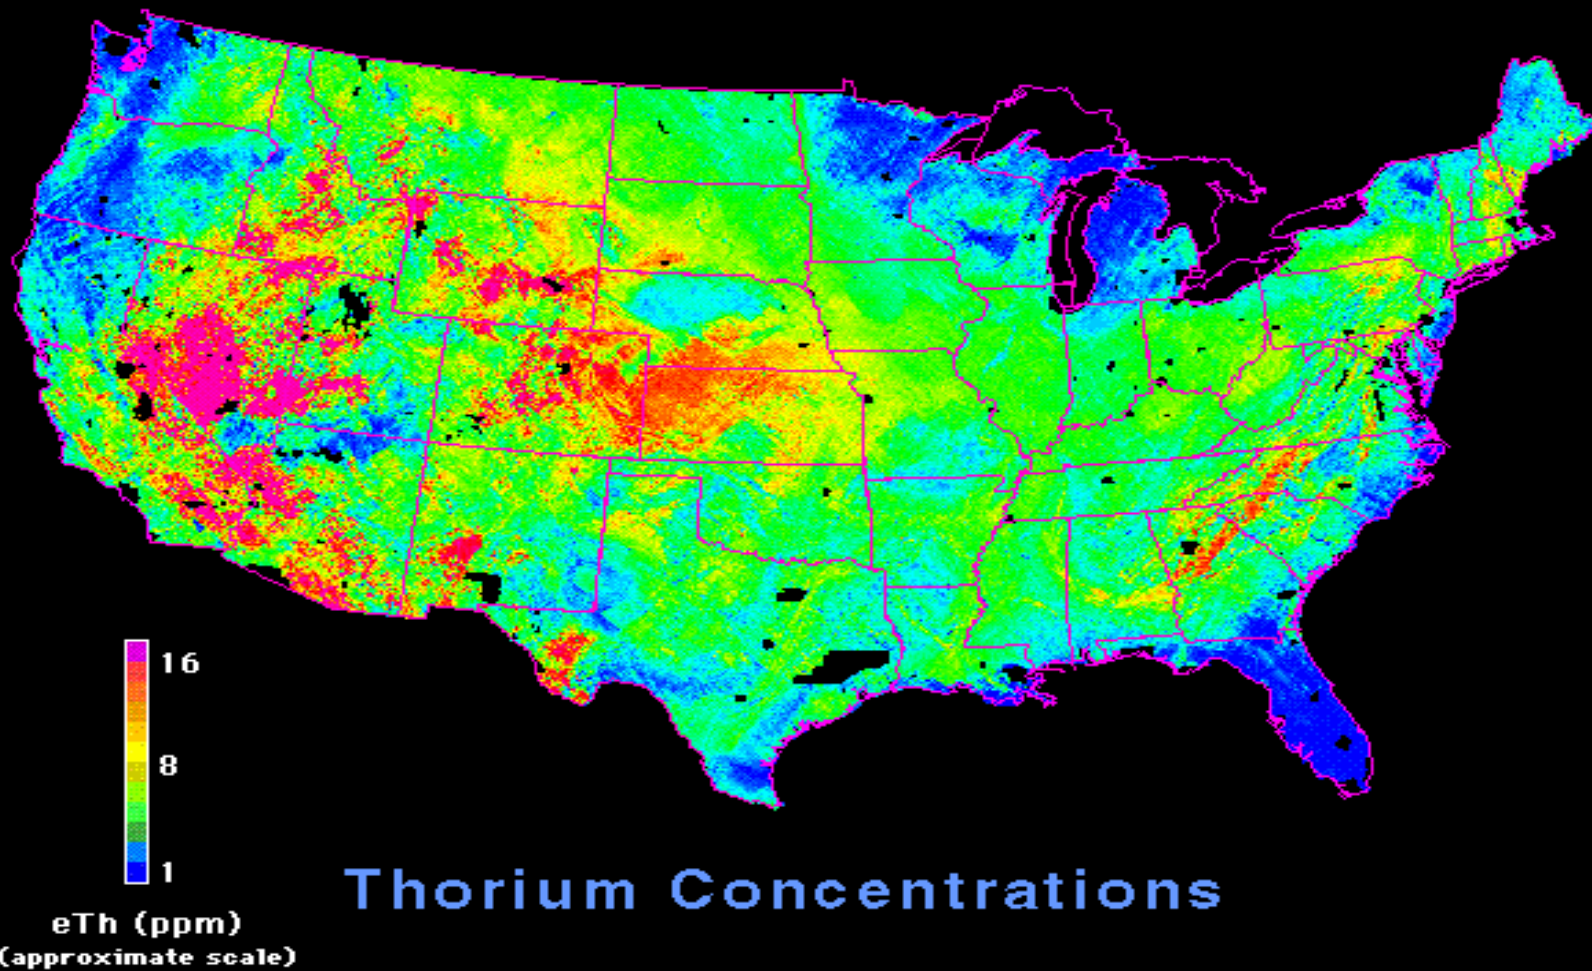 16
8
1
Thorium Concentrations
eTh (ppm)
(approximate scale)